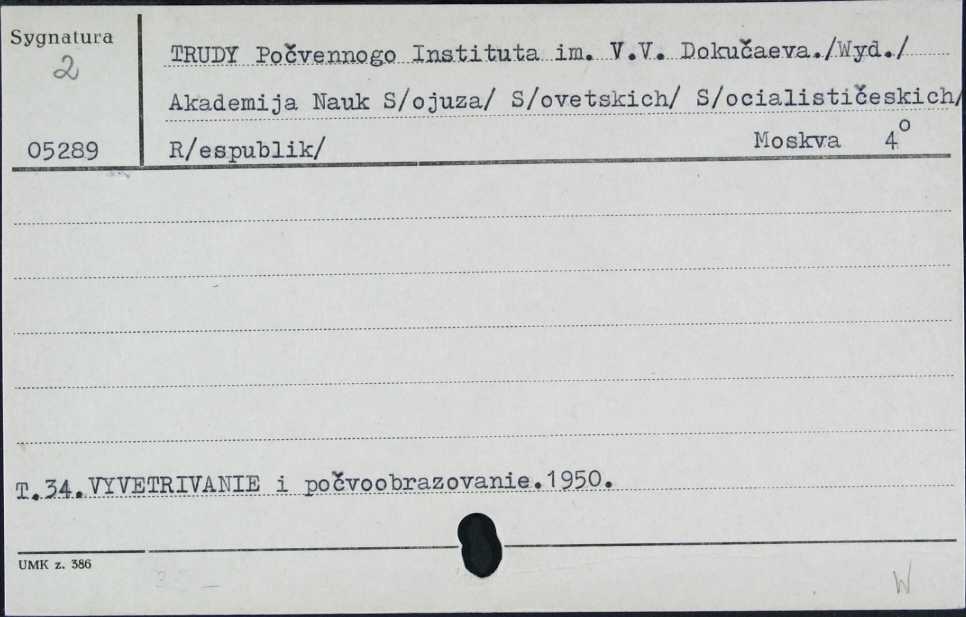 Sygnatura
2
05289
TRUDY Počvennogo Instituta im. V.V. Dokučaeva./Wyd./
Akademija Nauk S/ojuza/ S/ovetskich/ S/ocialističeskich/
R/espublik/ Moskva 4o
T.34.VYVETRIVANIE i počvoobrazovanie.1950.
UMK z. 386
W